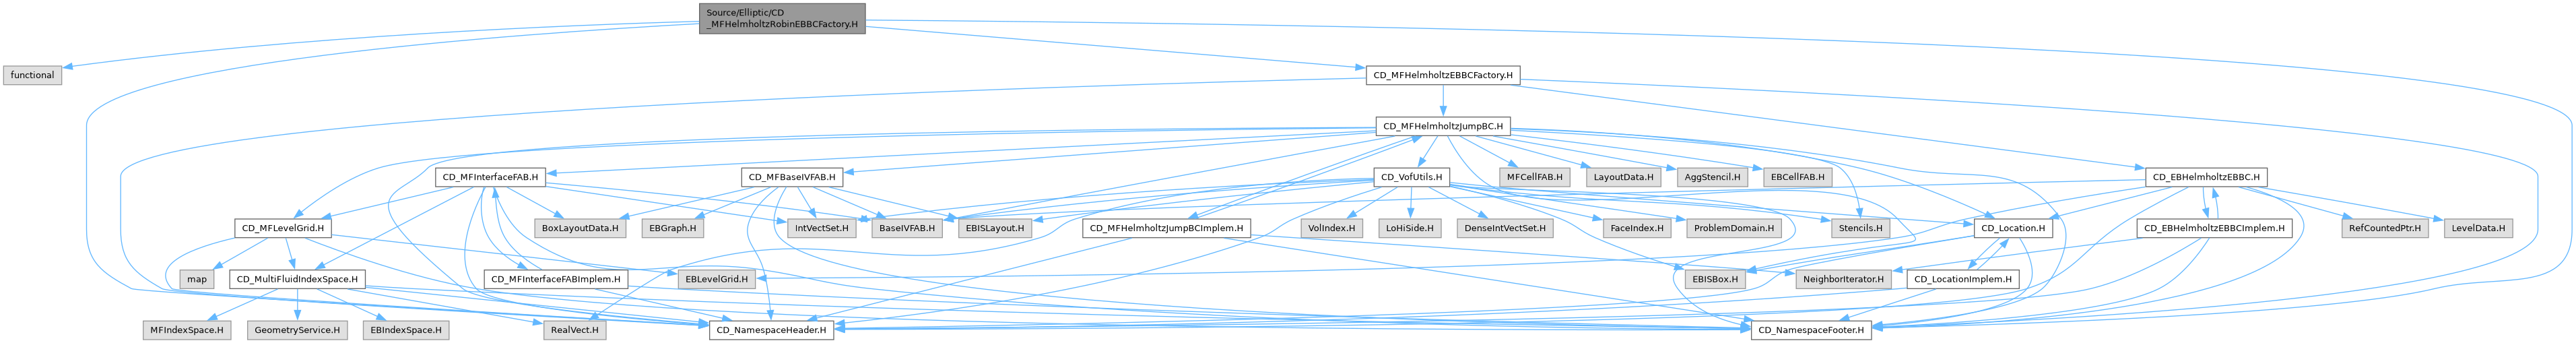 Source/Elliptic/CD
_MFHelmholtzRobinEBBCFactory.H
functional
CD_MFHelmholtzEBBCFactory.H
CD_MFHelmholtzJumpBC.H
CD_MFInterfaceFAB.H
CD_MFBaseIVFAB.H
CD_VofUtils.H
MFCellFAB.H
LayoutData.H
AggStencil.H
EBCellFAB.H
CD_EBHelmholtzEBBC.H
CD_MFLevelGrid.H
BoxLayoutData.H
EBGraph.H
IntVectSet.H
BaseIVFAB.H
EBISLayout.H
CD_MFHelmholtzJumpBCImplem.H
VolIndex.H
LoHiSide.H
DenseIntVectSet.H
FaceIndex.H
ProblemDomain.H
Stencils.H
CD_Location.H
CD_EBHelmholtzEBBCImplem.H
RefCountedPtr.H
LevelData.H
map
CD_MultiFluidIndexSpace.H
CD_MFInterfaceFABImplem.H
EBLevelGrid.H
EBISBox.H
NeighborIterator.H
CD_LocationImplem.H
MFIndexSpace.H
GeometryService.H
EBIndexSpace.H
RealVect.H
CD_NamespaceHeader.H
CD_NamespaceFooter.H